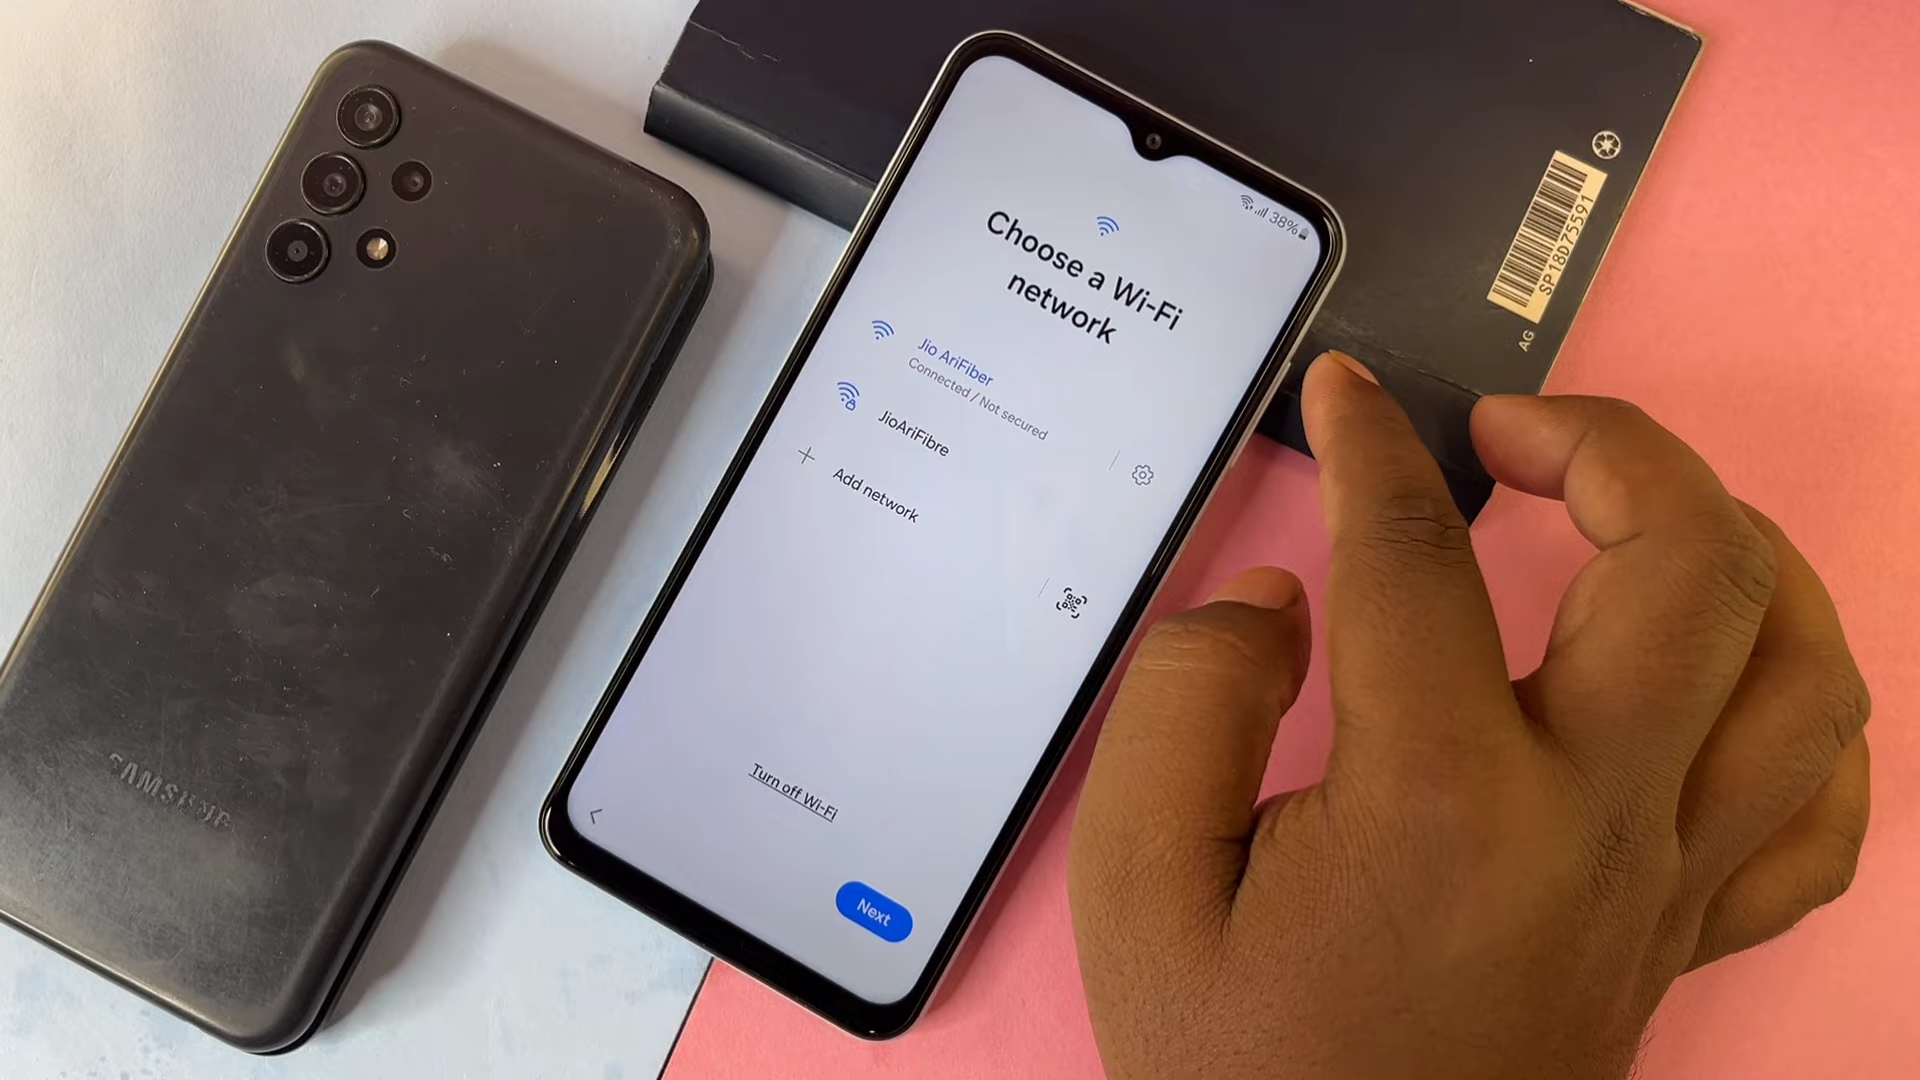 38%
Choose a Wi-Fi
network
Jio AriFiber
Connected / Not secured
JioAriFibre
Add network
Turn off Wi-Fi
Next
SAMSUNG
SP18D75591
AG